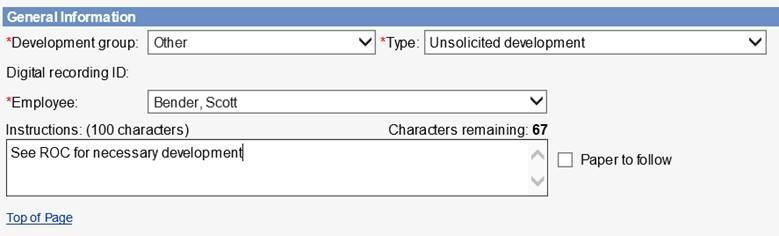 General Information
*Development group: Other *Type: Unsolicited development
Digital recording ID:
*Employee: Bender, Scott
Instructions: (100 characters) Characters remaining: 67
See ROC for necessary development
Paper to follow
Top of Page